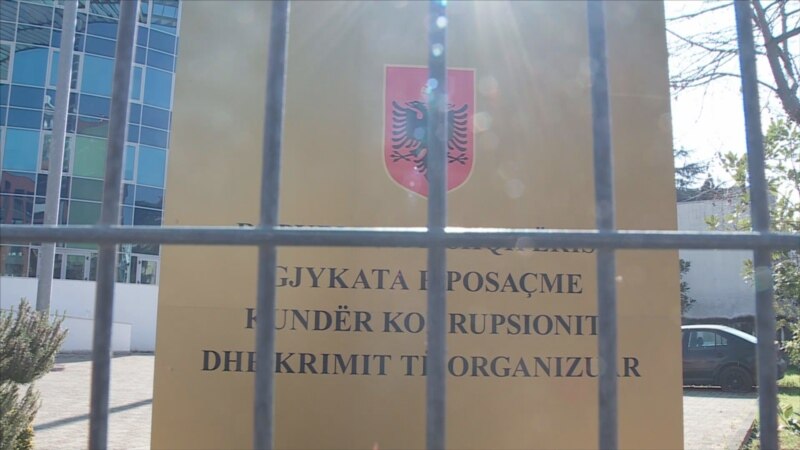 GJYKATA E POSAÇME
KUNDËR KORRUPSIONIT
DHE KRIMIT TË ORGANIZUAR